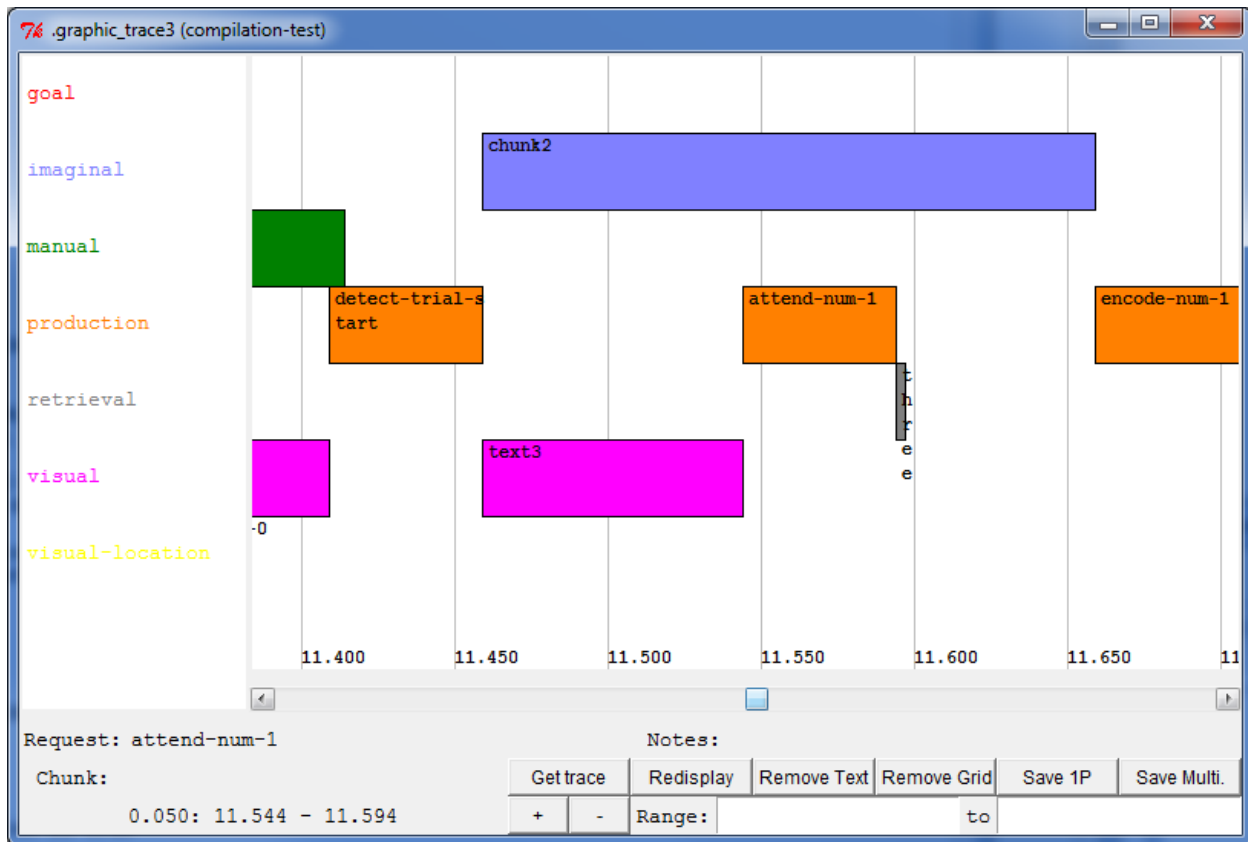 .graphic_trace3 (compilation-test)
goal
chunk2
imaginal
manual
detect-trial-s
tart
attend-num-1
encode-num-1
production
three
retrieval
text3
visual
-0
visual-location
11.400 11.450 11.500 11.550 11.600 11.650 11
Request: attend-num-1 Notes:
Chunk: Get trace Redisplay Remove Text Remove Grid Save 1P Save Multi.
0.050: 11.544 - 11.594 + - Range: to